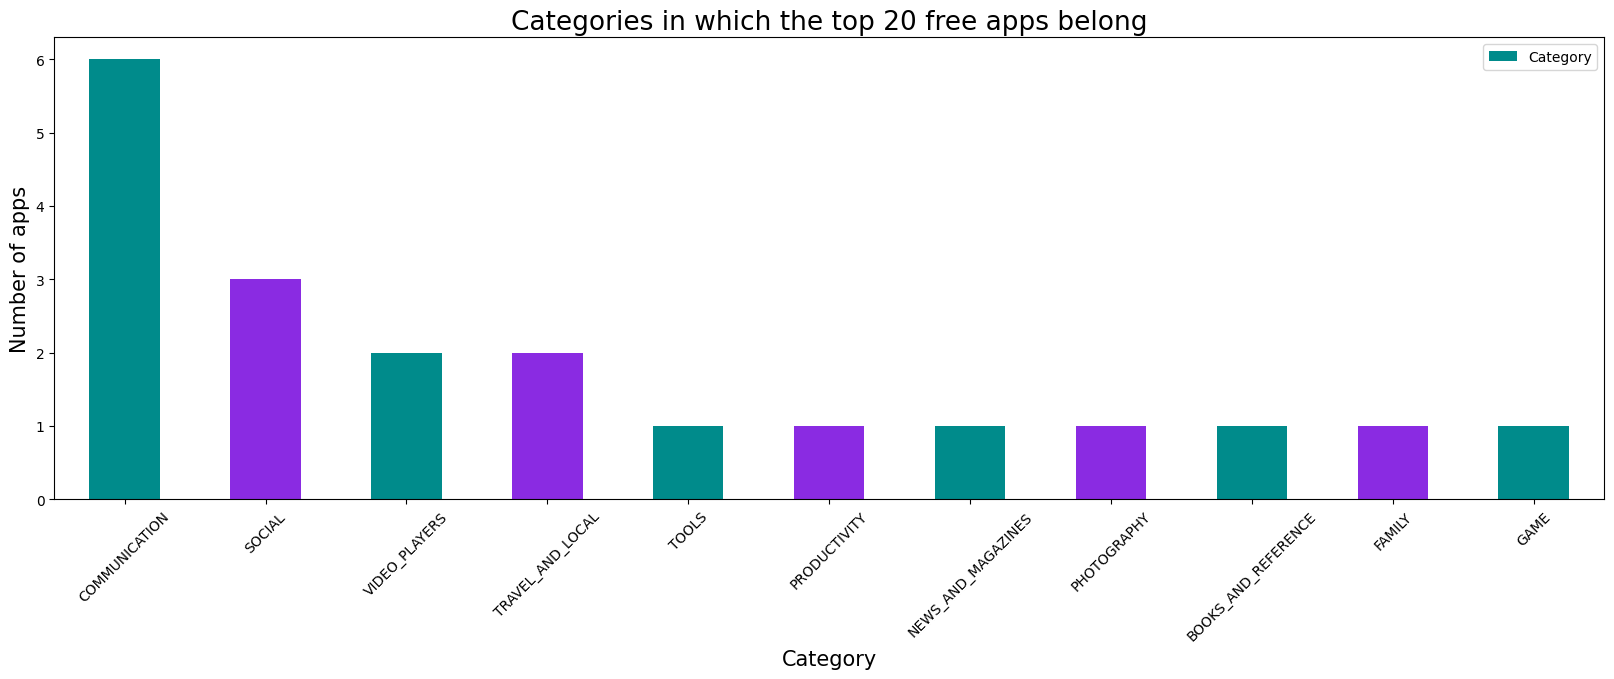 Categories in which the top 20 free apps belong
Category
Number of apps
6
5
4
3
2
1
0
COMMUNICATION
SOCIAL
VIDEO_PLAYERS
TRAVEL_AND_LOCAL
TOOLS
PRODUCTIVITY
NEWS_AND_MAGAZINES
PHOTOGRAPHY
BOOKS_AND_REFERENCE
FAMILY
GAME
Category